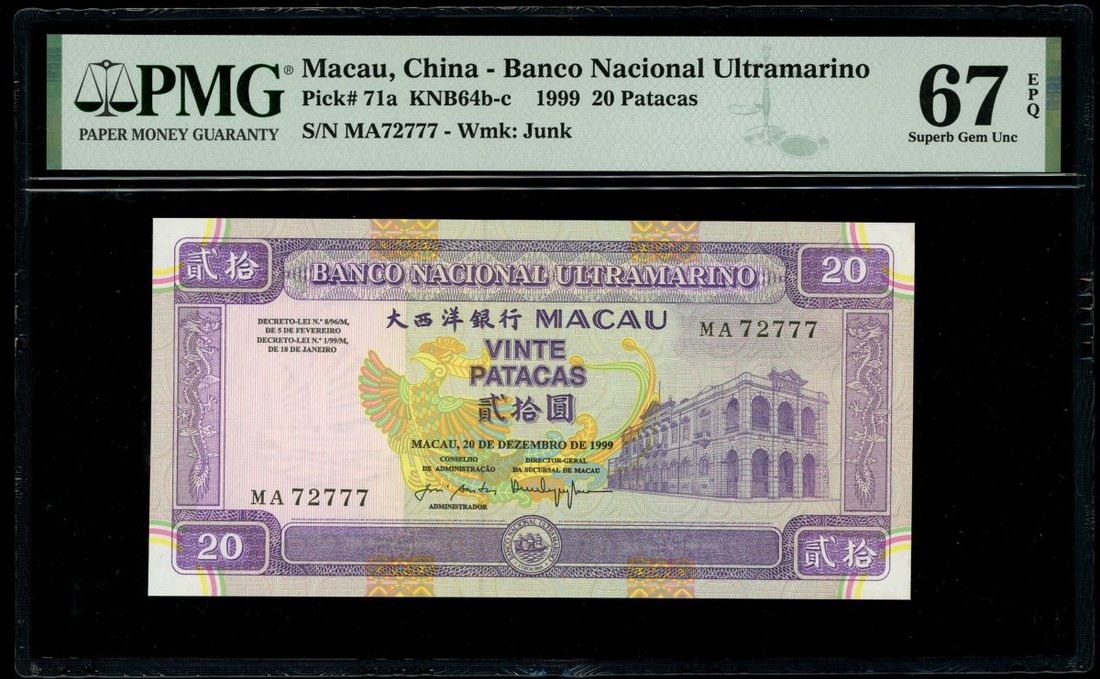 PMG®
PAPER MONEY GUARANTY
Macau, China - Banco Nacional Ultramarino
Pick# 71a KNB64b-c 1999 20 Patacas
S/N MA72777 - Wmk: Junk
67
EPQ
Superb Gem Unc
貳拾
BANCO NACIONAL ULTRAMARINO
20
DECRETO-LEI N.º 8/96/M,
DE 5 DE FEVEREIRO
DECRETO-LEI N.º 1/99/M,
DE 18 DE JANEIRO
大西洋銀行 MACAU
MA 72777
VINTE
PATACAS
貳拾圓
MACAU, 20 DE DEZEMBRO DE 1999
CONSELHO
DE ADMINISTRAÇÃO
DIRECTOR-GERAL
DA SUCURSAL DE MACAU
MA 72777
ADMINISTRADOR
20
BANCO NACIONAL ULTRAMARINO
貳拾